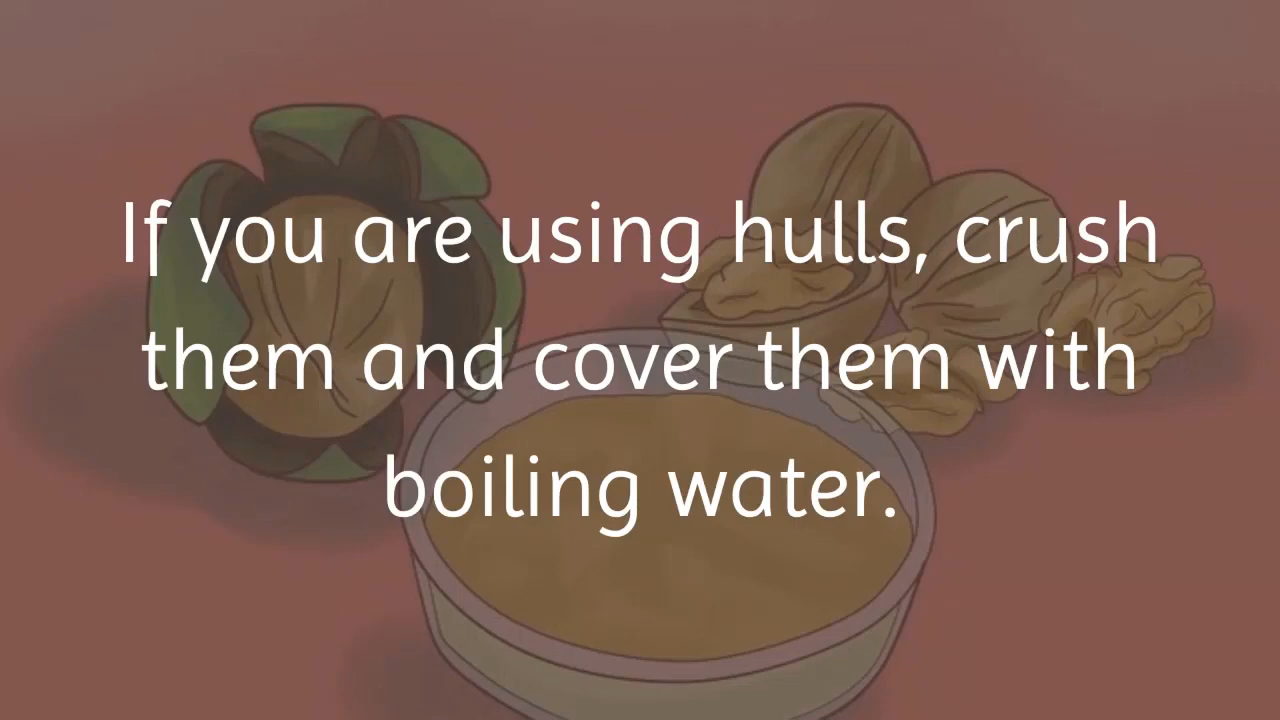 If you are using hulls, crush
them and cover them with
boiling water.